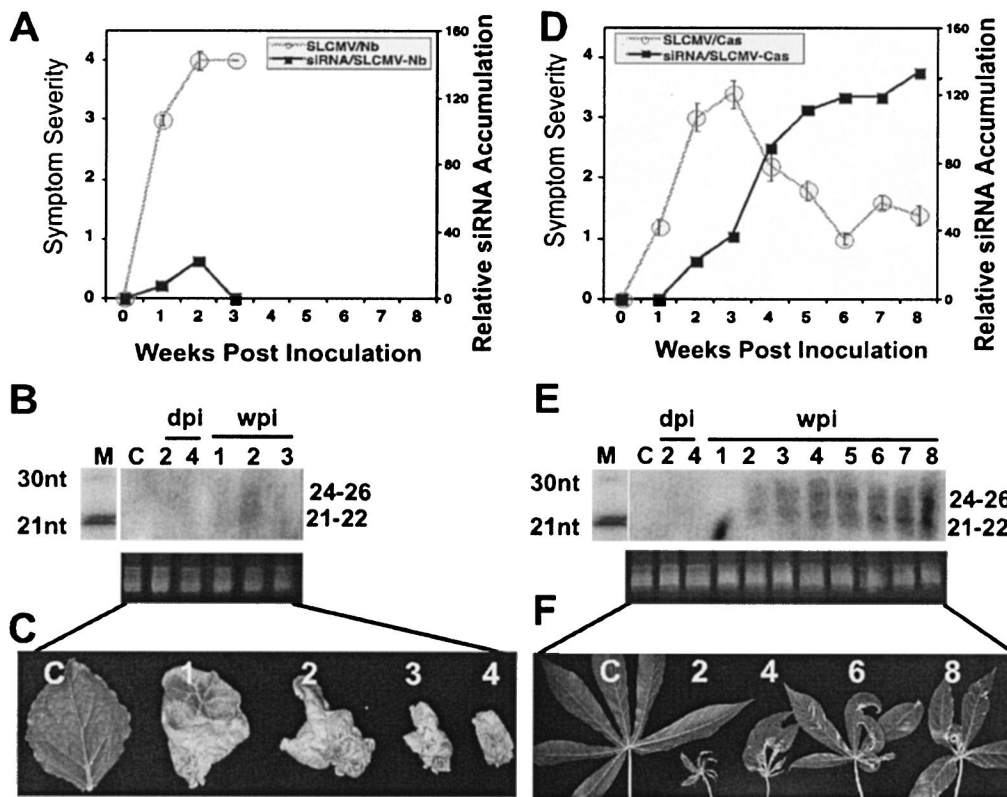 A
SLCMV/Nb
siRNA/SLCMV-Nb
Symptom Severity
4
3
2
1
0
160
120
80
40
0
Relative siRNA Accumulation
0 1 2 3 4 5 6 7 8
Weeks Post Inoculation
D
SLCMV/Cas
siRNA/SLCMV-Cas
Symptom Severity
4
3
2
1
0
160
120
80
40
0
Relative siRNA Accumulation
0 1 2 3 4 5 6 7 8
Weeks Post Inoculation
B
dpi wpi
M C 2 4 1 2 3
30nt
21nt
24-26
21-22
E
dpi wpi
M C 2 4 1 2 3 4 5 6 7 8
30nt
21nt
24-26
21-22
C
C 1 2 3 4
F
C 2 4 6 8